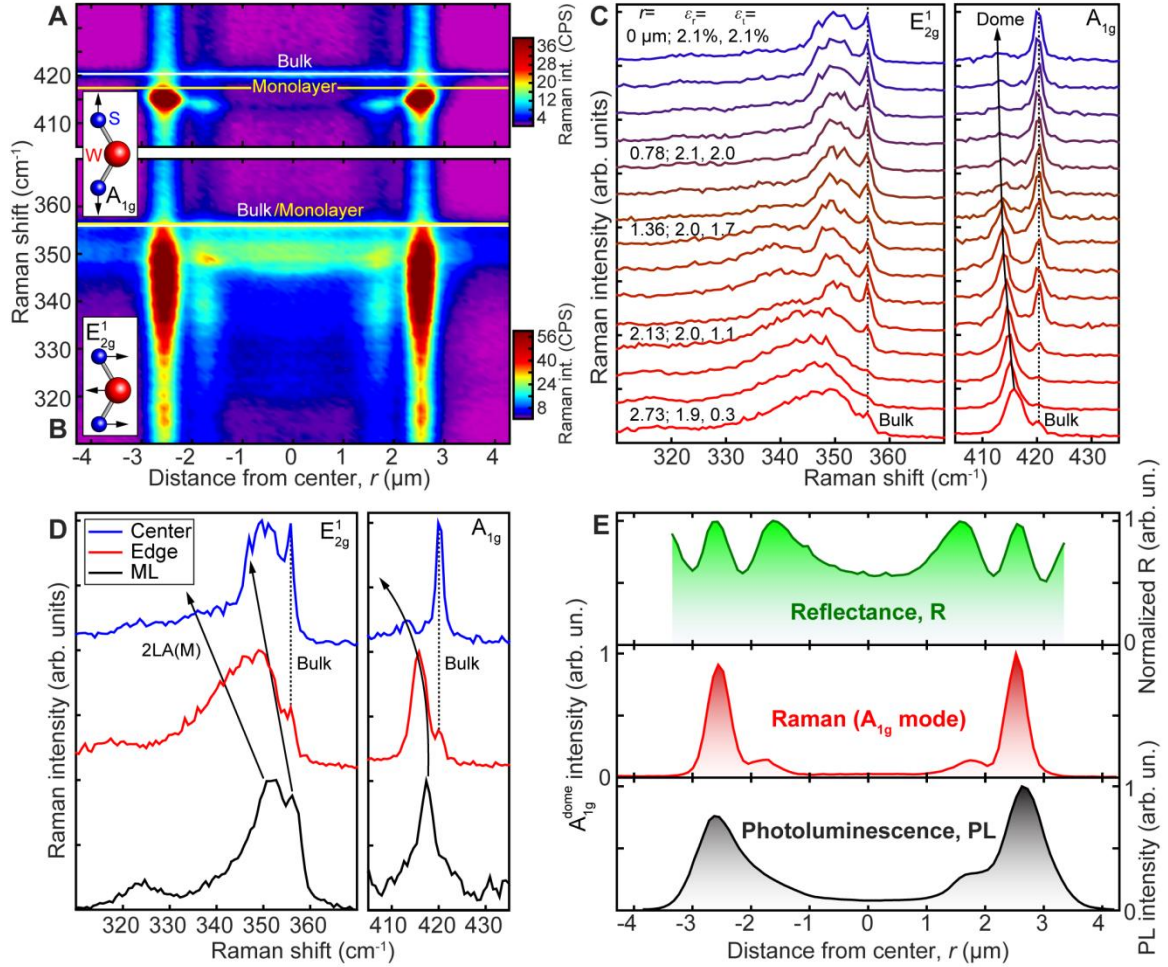 A
Bulk
Monolayer
S
W
A1g
420
410
36
28
20
12
4
Raman int. (CPS)
Bulk/Monolayer
360
350
340
330
320
Raman shift (cm-1)
E12g
B
56
40
24
8
Raman int. (CPS)
-4 -3 -2 -1 0 1 2 3 4
Distance from center, r (µm)
C
r= εr= εt=
0 µm; 2.1%, 2.1%
0.78; 2.1, 2.0
1.36; 2.0, 1.7
2.13; 2.0, 1.1
2.73; 1.9, 0.3
E12g
Bulk
Dome
A1g
Bulk
Raman intensity (arb. units)
320 340 360 410 420 430
Raman shift (cm-1)
D
Center
Edge
ML
E12g
A1g
2LA(M)
Bulk
Bulk
Raman intensity (arb. units)
320 330 340 350 360 410 420 430
Raman shift (cm-1)
E
Reflectance, R
1
0
Normalized R (arb. un.)
Raman (A1g mode)
1
0
Adome1g intensity (arb. un.)
Photoluminescence, PL
1
0
PL intensity (arb. un.)
-4 -3 -2 -1 0 1 2 3 4
Distance from center, r (µm)